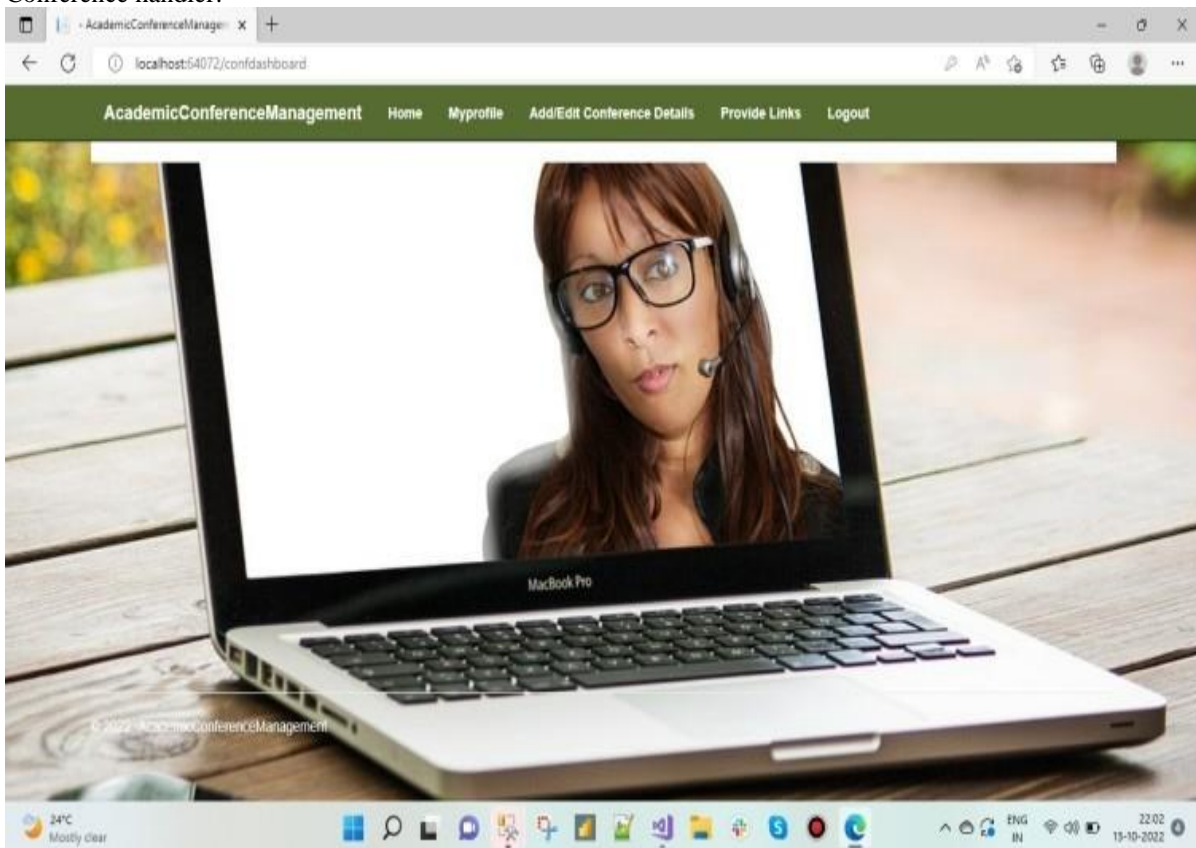 Conference handler:
- AcademicConferenceManagem
localhost:64072/confdashboard
AcademicConferenceManagement Home Myprofile Add/Edit Conference Details Provide Links Logout
MacBook Pro
© 2022 - AcademicConferenceManagement
24°C
Mostly clear
ENG
IN
22:02
15-10-2022